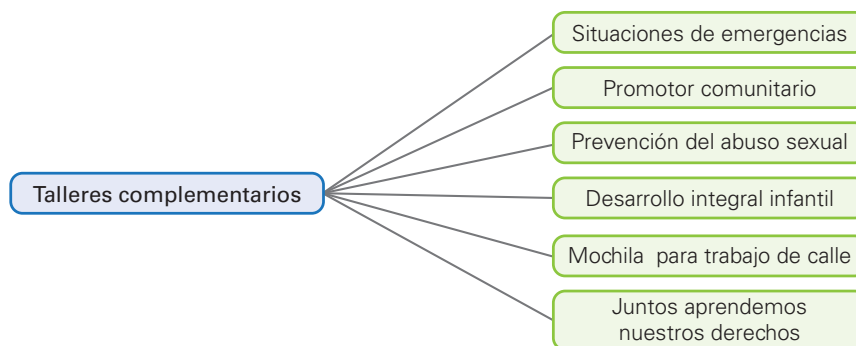 Situaciones de emergencias
Promotor comunitario
Prevención del abuso sexual
Talleres complementarios
Desarrollo integral infantil
Mochila para trabajo de calle
Juntos aprendemos
nuestros derechos